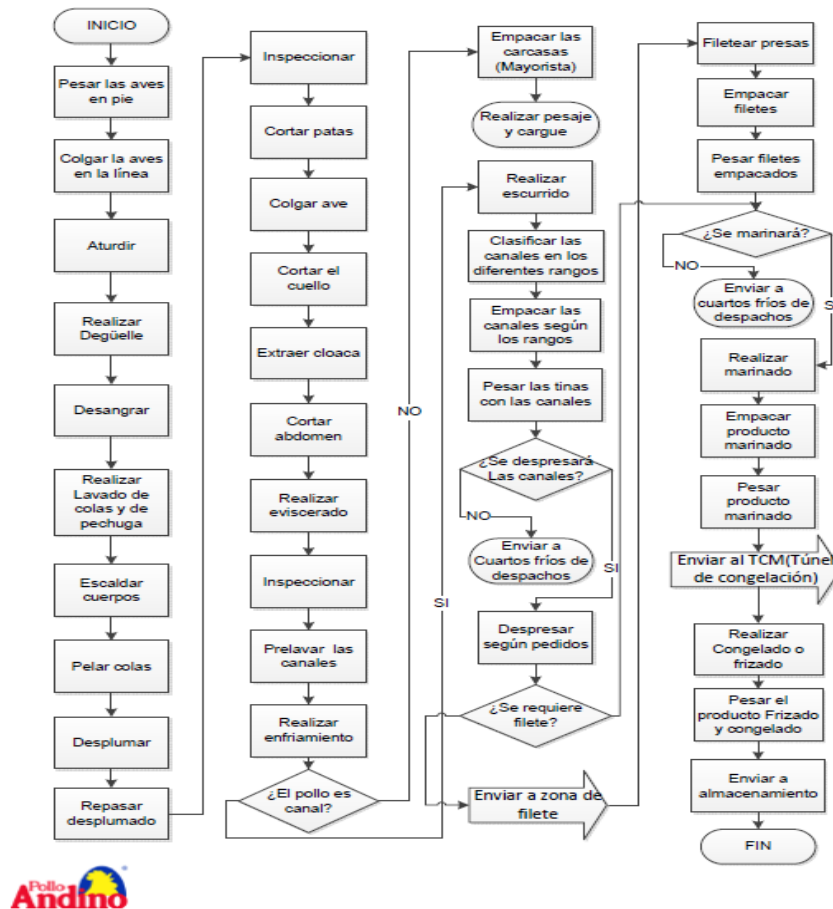 INICIO
Pesar las aves
en pie
Colgar la aves
en la línea
Aturdir
Realizar
Degüelle
Desangrar
Realizar
Lavado de
colas y de
pechuga
Escaldar
cuerpos
Pelar colas
Desplumar
Repasar
desplumado
Inspeccionar
Cortar patas
Colgar ave
Cortar el
cuello
Extraer cloaca
Cortar
abdomen
Realizar
eviscerado
Inspeccionar
Prelavar las
canales
Realizar
enfriamiento
¿El pollo es
canal?
NO
SI
Empacar las
carcasas
(Mayorista)
Realizar pesaje
y cargue
Realizar
escurrido
Clasificar las
canales en los
diferentes rangos
Empacar las
canales según
los rangos
Pesar las tinas
con las canales
¿Se despresará
Las canales?
NO
Enviar a
Cuartos fríos de
despachos
SI
Despresar
según pedidos
¿Se requiere
filete?
Enviar a zona de
filete
Filetear presas
Empacar
filetes
Pesar filetes
empacados
¿Se marinará?
NO
Enviar a
cuartos fríos de
despachos
S
Realizar
marinado
Empacar
producto
marinado
Pesar
producto
marinado
Enviar al TCM(Túnel
de congelación)
Realizar
Congelado o
frizado
Pesar el
producto Frizado
y congelado
Enviar a
almacenamiento
FIN
Pollo
Andino